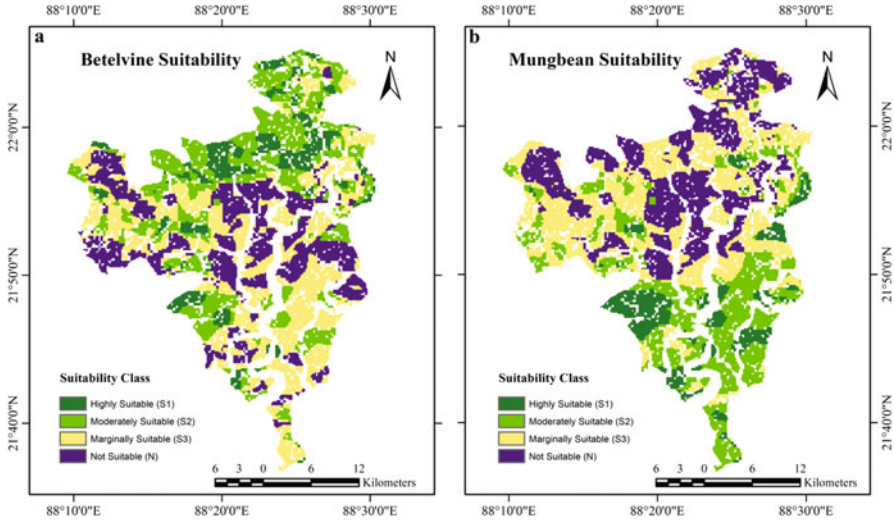 88°10'0"E 88°20'0"E 88°30'0"E 88°10'0"E 88°20'0"E 88°30'0"E
a
Betelvine Suitability
N
b
Mungbean Suitability
N
22°0'0"N
22°0'0"N
21°50'0"N
21°50'0"N
21°40'0"N
21°40'0"N
Suitability Class
Highly Suitable (S1)
Moderately Suitable (S2)
Marginally Suitable (S3)
Not Suitable (N)
6 3 0 6 12
Kilometers
Suitability Class
Highly Suitable (S1)
Moderately Suitable (S2)
Marginally Suitable (S3)
Not Suitable (N)
6 3 0 6 12
Kilometers
88°10'0"E 88°20'0"E 88°30'0"E 88°10'0"E 88°20'0"E 88°30'0"E